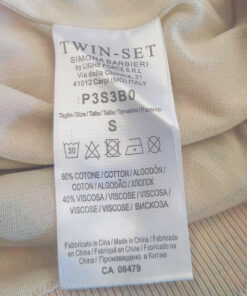 TWIN-SET
SIMONA BARBIERI
by LIGHT FORCE S.R.L.
Via della Chimica, 21
41012 Carpi (MO) ITALY
P3S3B0
Taglia/Size/Talla/Taille/Tamanho/Размер
S
30
60% COTONE / COTTON / ALGODÓN /
COTON / ALGODÃO / ХЛОПОК
40% VISCOSA / VISCOSE / VISCOSA /
VISCOSE / VISCOSE / ВИСКОЗА
Fabbricato in Cina / Made in China / Fabricado
en China / Fabriqué en Chine / Fabricado na
China / Произведено в Китае
CA 08479